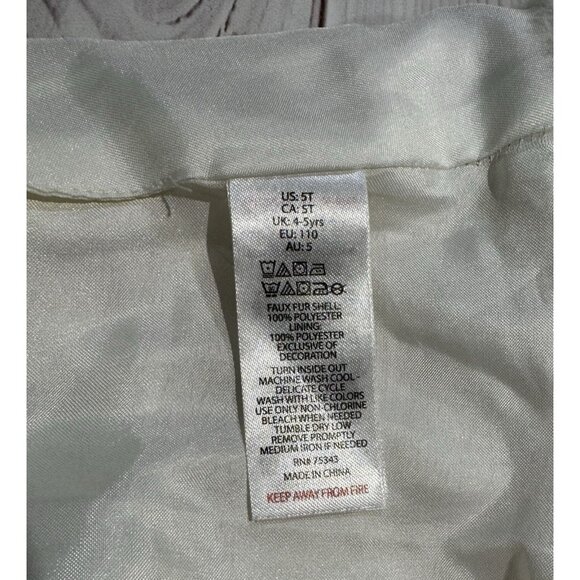 US: 5T
CA: 5T
UK: 4-5yrs
EU: 110
AU: 5
FAUX FUR SHELL:
100% POLYESTER
LINING:
100% POLYESTER
EXCLUSIVE OF
DECORATION
TURN INSIDE OUT
MACHINE WASH COOL -
DELICATE CYCLE
WASH WITH LIKE COLORS
USE ONLY NON-CHLORINE
BLEACH WHEN NEEDED
TUMBLE DRY LOW
REMOVE PROMPTLY
MEDIUM IRON IF NEEDED
RN# 75343
MADE IN CHINA
KEEP AWAY FROM FIRE